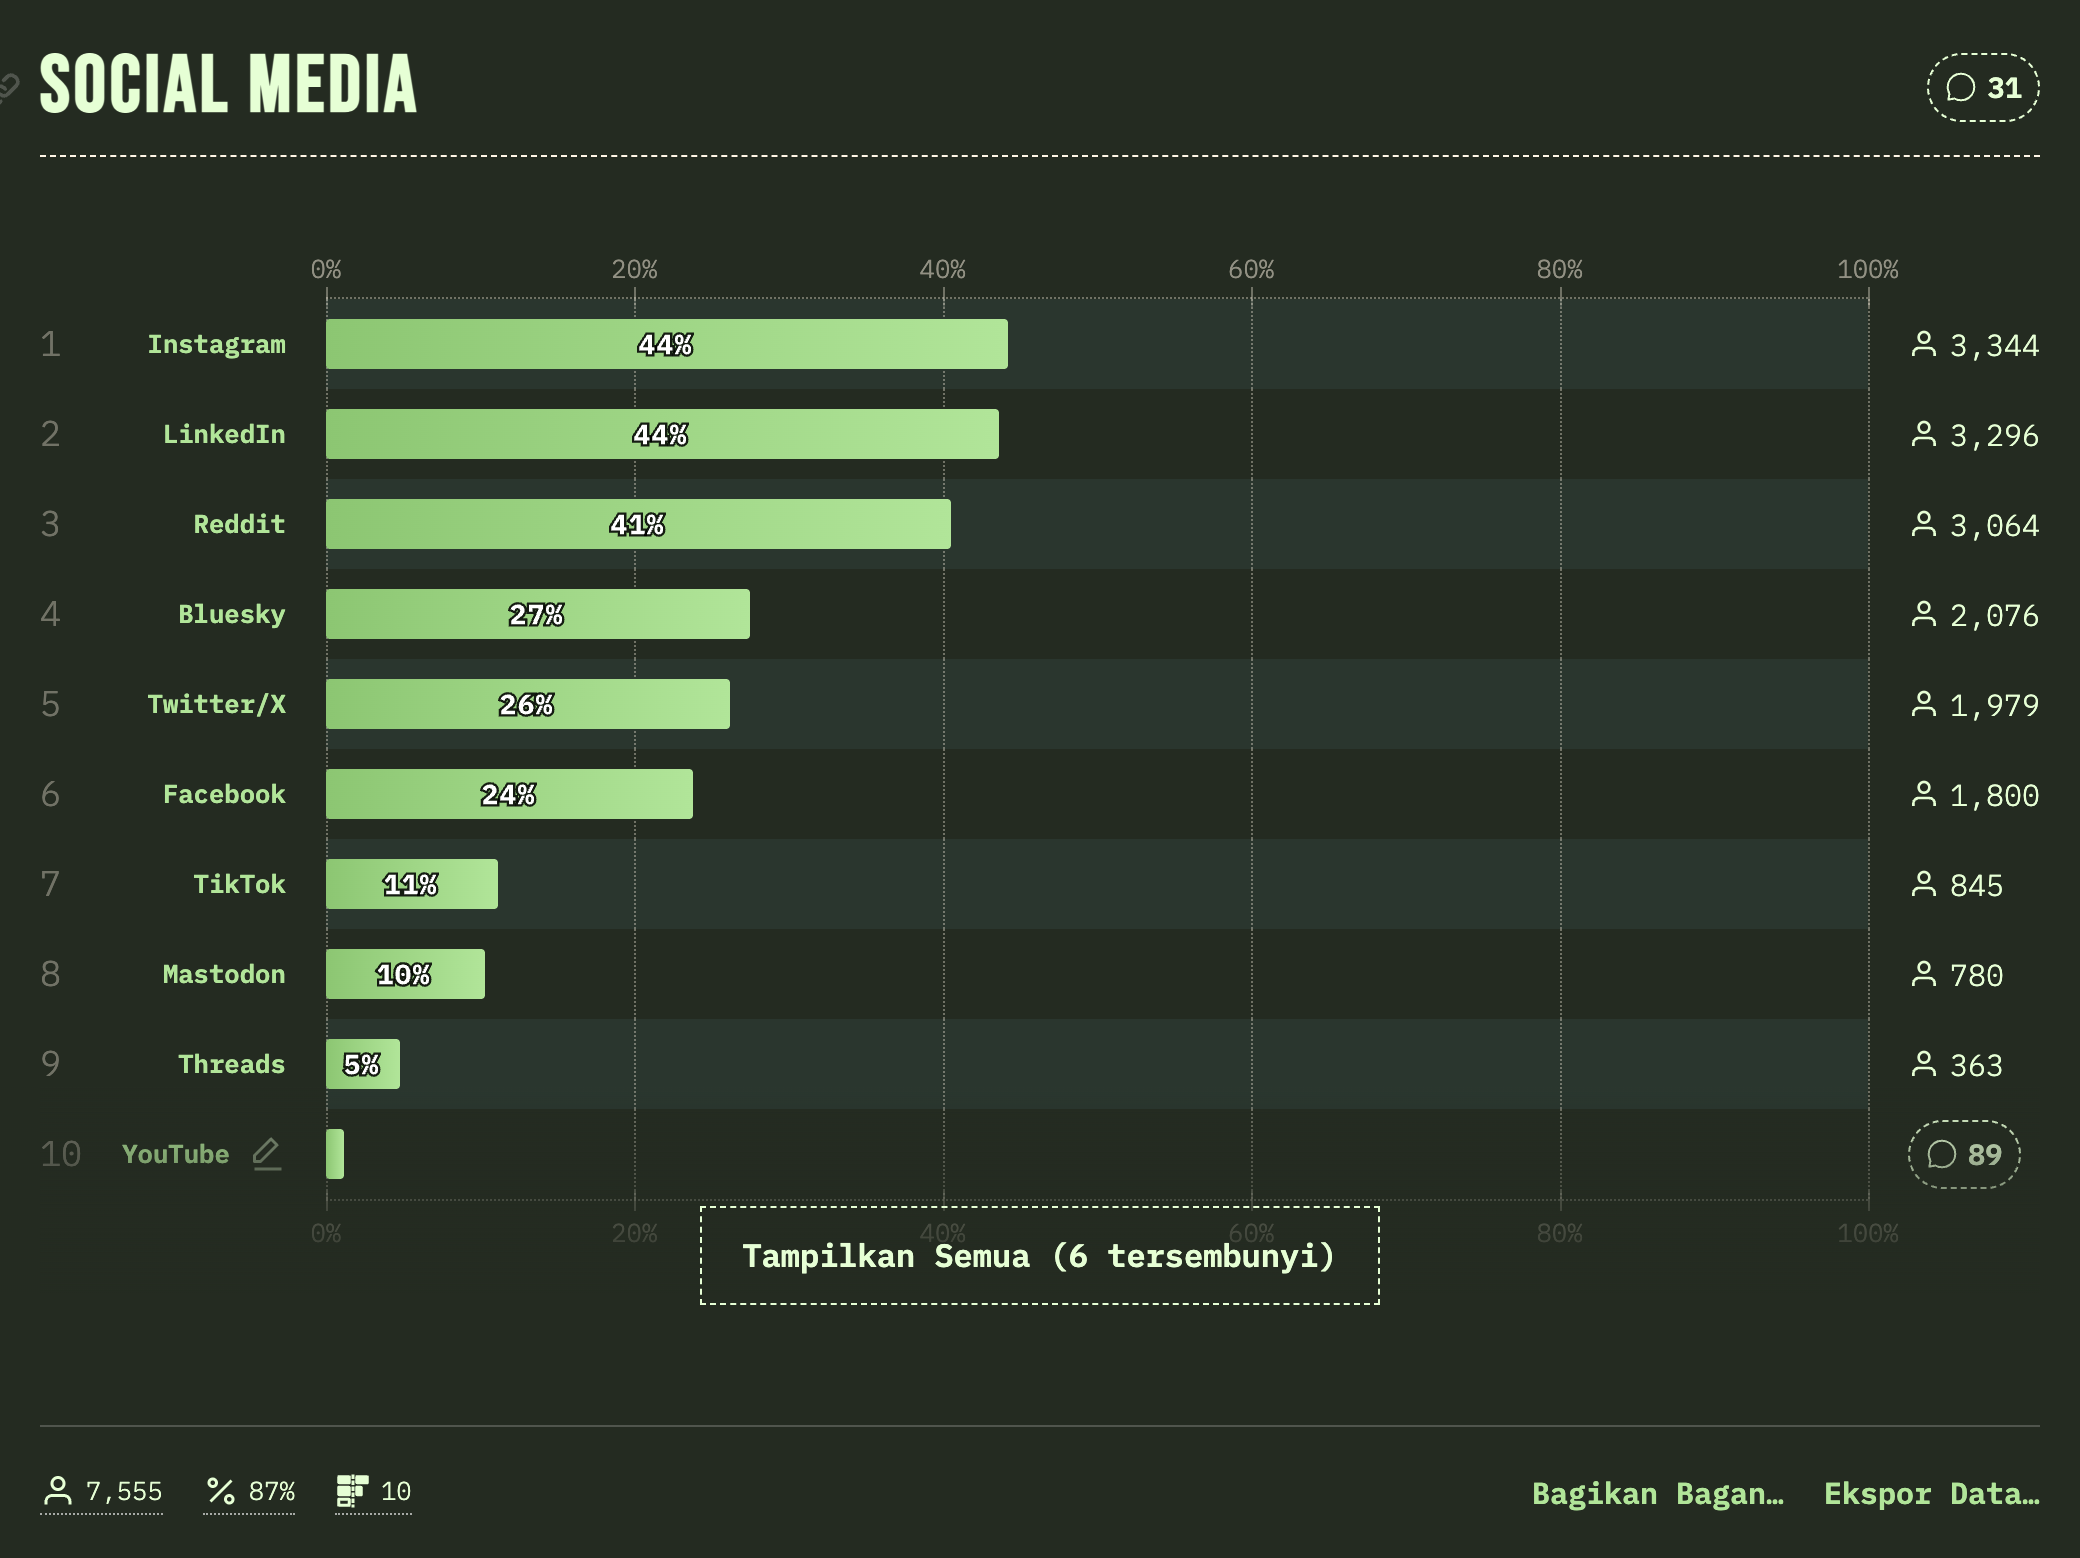 SOCIAL MEDIA
31
0% 20% 40% 60% 80% 100%
1 Instagram 44% 3,344
2 LinkedIn 44% 3,296
3 Reddit 41% 3,064
4 Bluesky 27% 2,076
5 Twitter/X 26% 1,979
6 Facebook 24% 1,800
7 TikTok 11% 845
8 Mastodon 10% 780
9 Threads 5% 363
10 YouTube 89
0% 20% 40% 60% 80% 100%
Tampilkan Semua (6 tersembunyi)
7,555 87% 10 Bagikan Bagan… Ekspor Data…